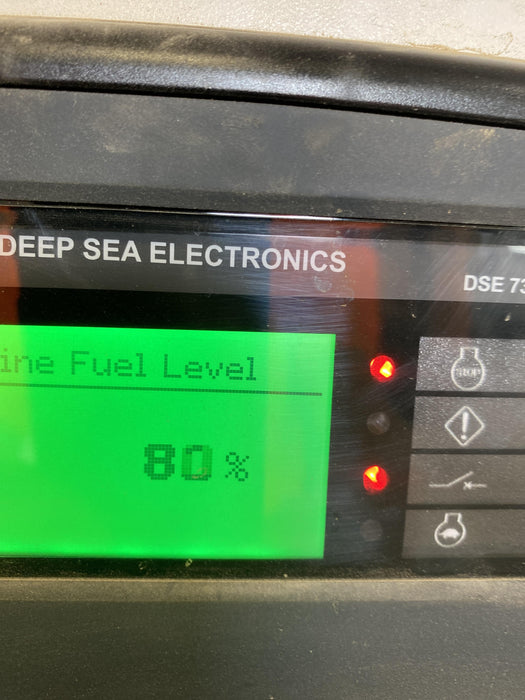 DEEP SEA ELECTRONICS
DSE 73
ine Fuel Level
80 %
STOP